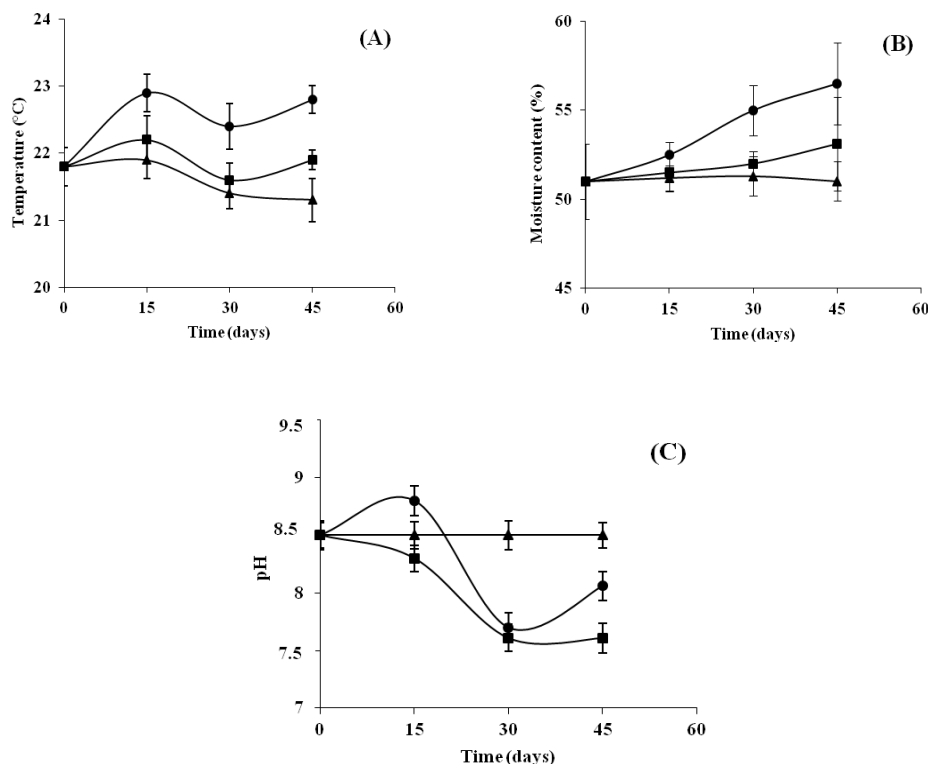 (A)
24
23
22
21
20
Temperature (°C)
0 15 30 45 60
Time (days)
(B)
60
55
50
45
Moisture content (%)
0 15 30 45 60
Time (days)
(C)
9.5
9
8.5
8
7.5
7
pH
0 15 30 45 60
Time (days)